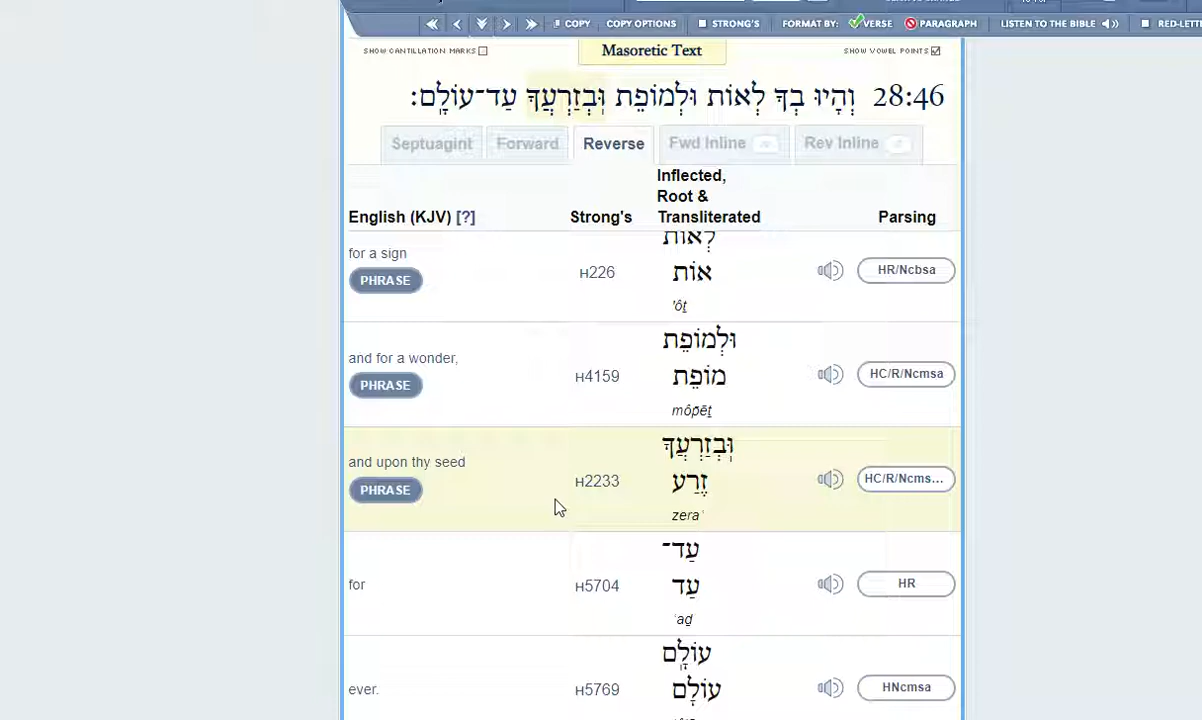 COPY COPY OPTIONS STRONG'S FORMAT BY: VERSE PARAGRAPH LISTEN TO THE BIBLE RED-LETT
SHOW CANTILLATION MARKS Masoretic Text SHOW VOWEL POINTS
28:46 וְהָיוּ בְךָ לְאוֹת וּלְמוֹפֵת וּֽבְזַרְעֲךָ עַד־עוֹלָֽם׃
Septuagint Forward Reverse Fwd Inline Rev Inline
Inflected,
Root &
English (KJV) [?] Strong's Transliterated Parsing
לְאוֹת
for a sign
PHRASE H226 אוֹת HR/Ncbsa
'ôṯ
וּלְמוֹפֵת
and for a wonder,
PHRASE H4159 מוֹפֵת HC/R/Ncmsa
môp̄ēṯ
וּֽבְזַרְעֲךָ
and upon thy seed
PHRASE H2233 זֶרַע HC/R/Ncms...
zeraʿ
עַד־
for H5704 עַד HR
ʿaḏ
עוֹלָֽם
ever. H5769 עוֹלָם HNcmsa